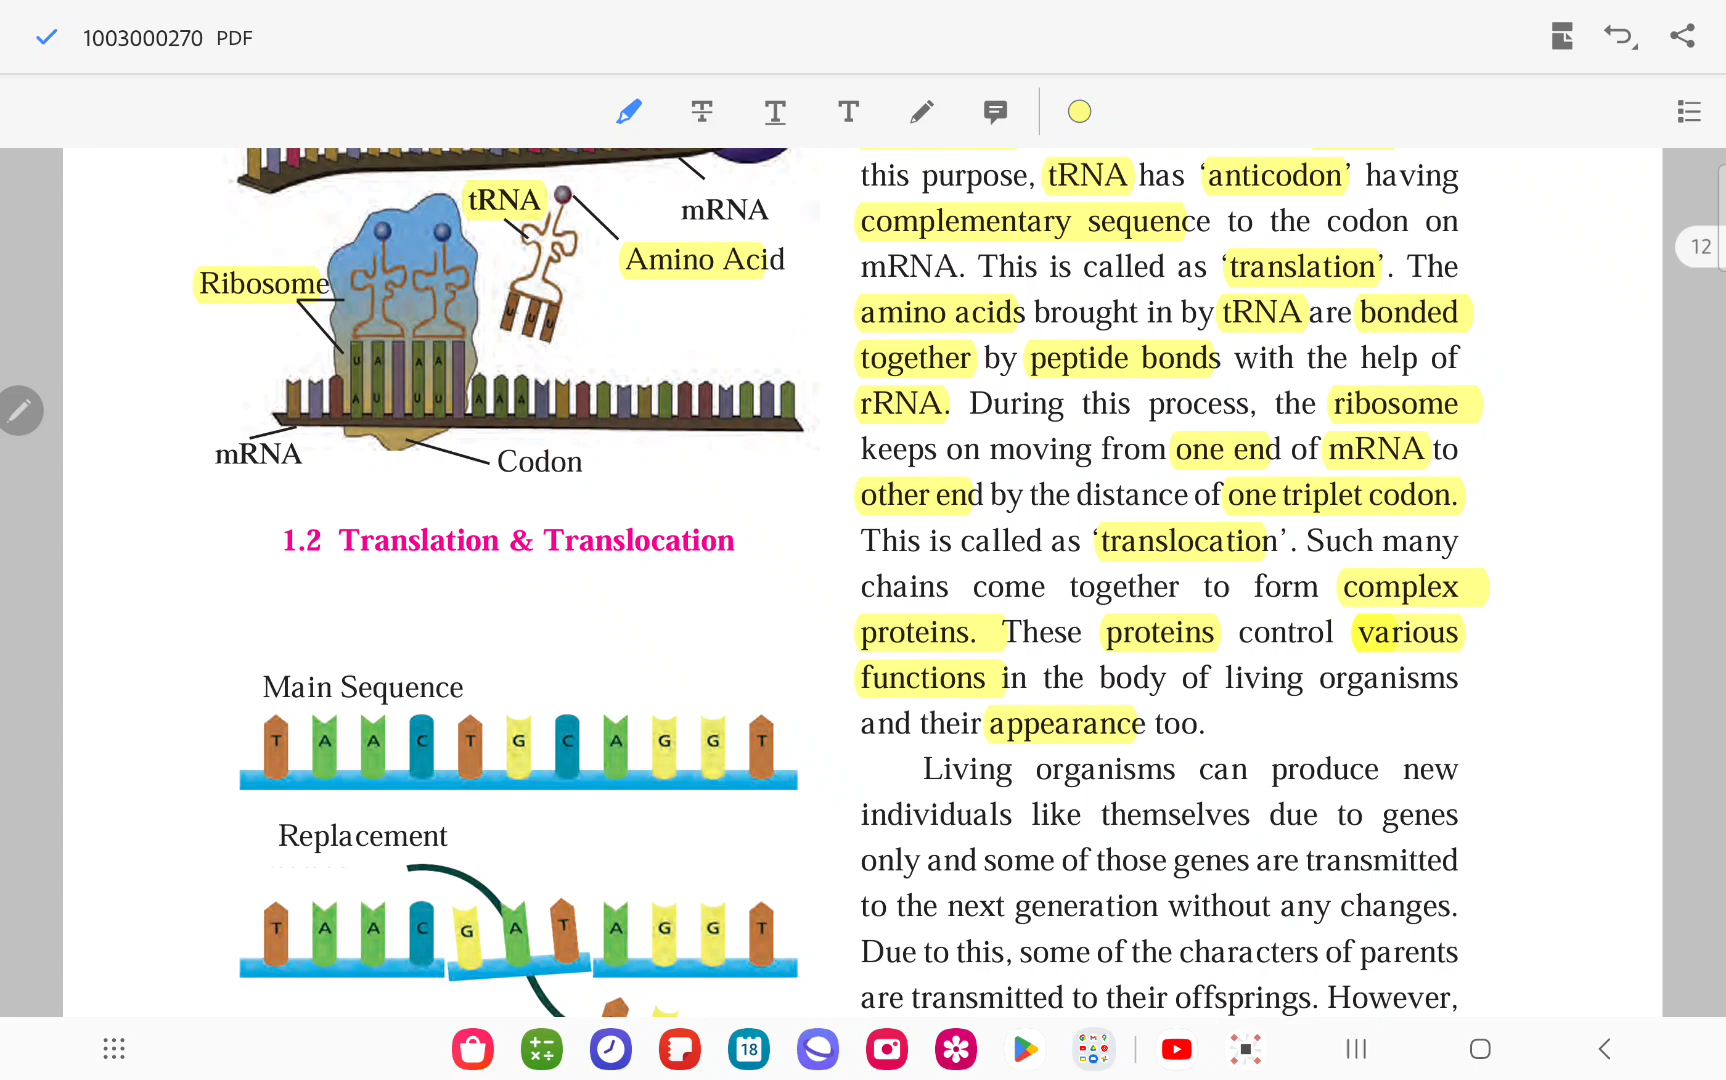 1003000270 PDF
12
tRNA
mRNA
Amino Acid
Ribosome
U U U
U A A A
A U U U A A A
mRNA
Codon
1.2 Translation & Translocation
Main Sequence
T A A C T G C A G G T
Replacement
T A A C G A T A G G T
this purpose, tRNA has ‘anticodon’ having
complementary sequence to the codon on
mRNA. This is called as ‘translation’. The
amino acids brought in by tRNA are bonded
together by peptide bonds with the help of
rRNA. During this process, the ribosome
keeps on moving from one end of mRNA to
other end by the distance of one triplet codon.
This is called as ‘translocation’. Such many
chains come together to form complex
proteins. These proteins control various
functions in the body of living organisms
and their appearance too.
Living organisms can produce new
individuals like themselves due to genes
only and some of those genes are transmitted
to the next generation without any changes.
Due to this, some of the characters of parents
are transmitted to their offsprings. However,
18